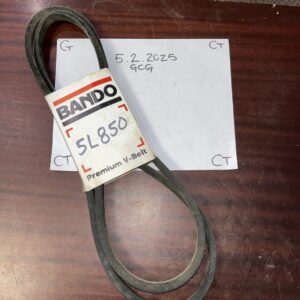 G
CT
5.2.2025
GCG
BANDO
5L850
Premium V-Belt
CT
CT